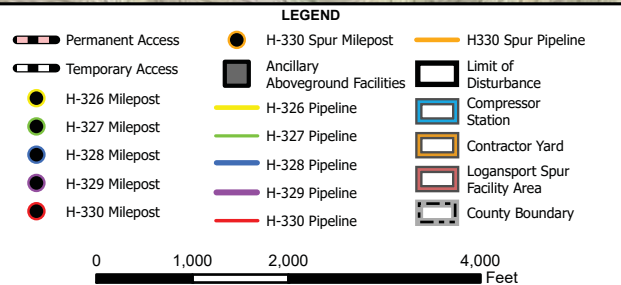 LEGEND
Permanent Access
Temporary Access
H-326 Milepost
H-327 Milepost
H-328 Milepost
H-329 Milepost
H-330 Milepost
H-330 Spur Milepost
Ancillary
Aboveground Facilities
H-326 Pipeline
H-327 Pipeline
H-328 Pipeline
H-329 Pipeline
H-330 Pipeline
H330 Spur Pipeline
Limit of
Disturbance
Compressor
Station
Contractor Yard
Logansport Spur
Facility Area
County Boundary
0 1,000 2,000 4,000
Feet